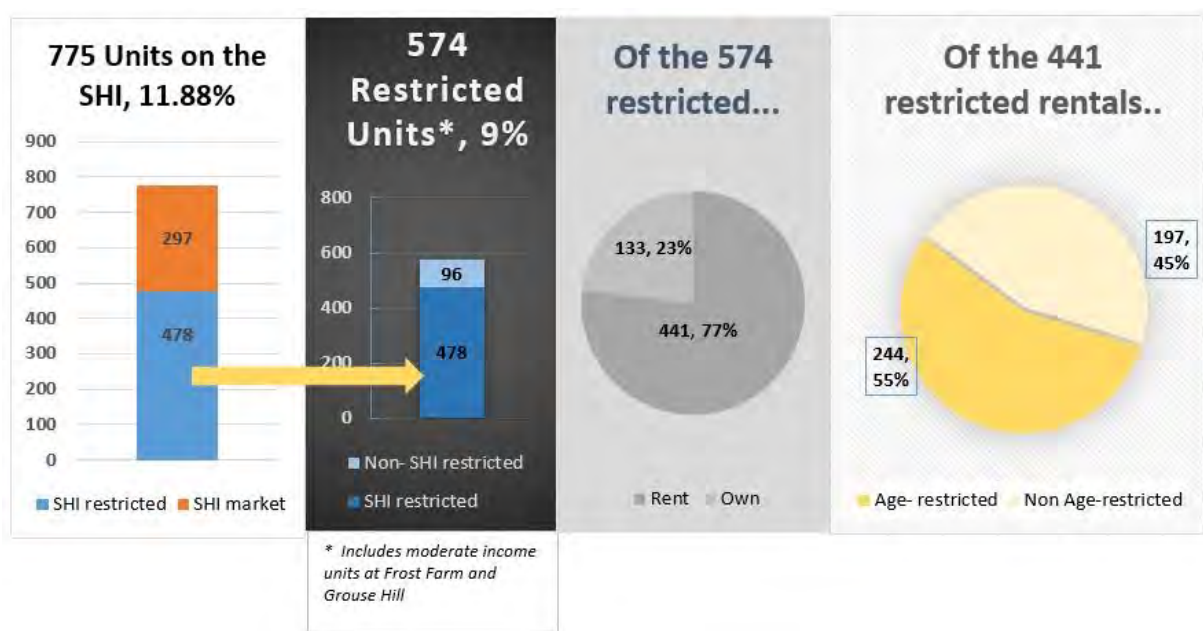 775 Units on the
SHI, 11.88%
900
800
700
600
500
400
300
200
100
0
297
478
SHI restricted SHI market
574
Restricted
Units*, 9%
800
600
400
200
0
96
478
Non- SHI restricted
SHI restricted
* Includes moderate income
units at Frost Farm and
Grouse Hill
Of the 574
restricted...
133, 23%
441, 77%
Rent Own
Of the 441
restricted rentals..
197,
45%
244,
55%
Age- restricted Non Age-restricted